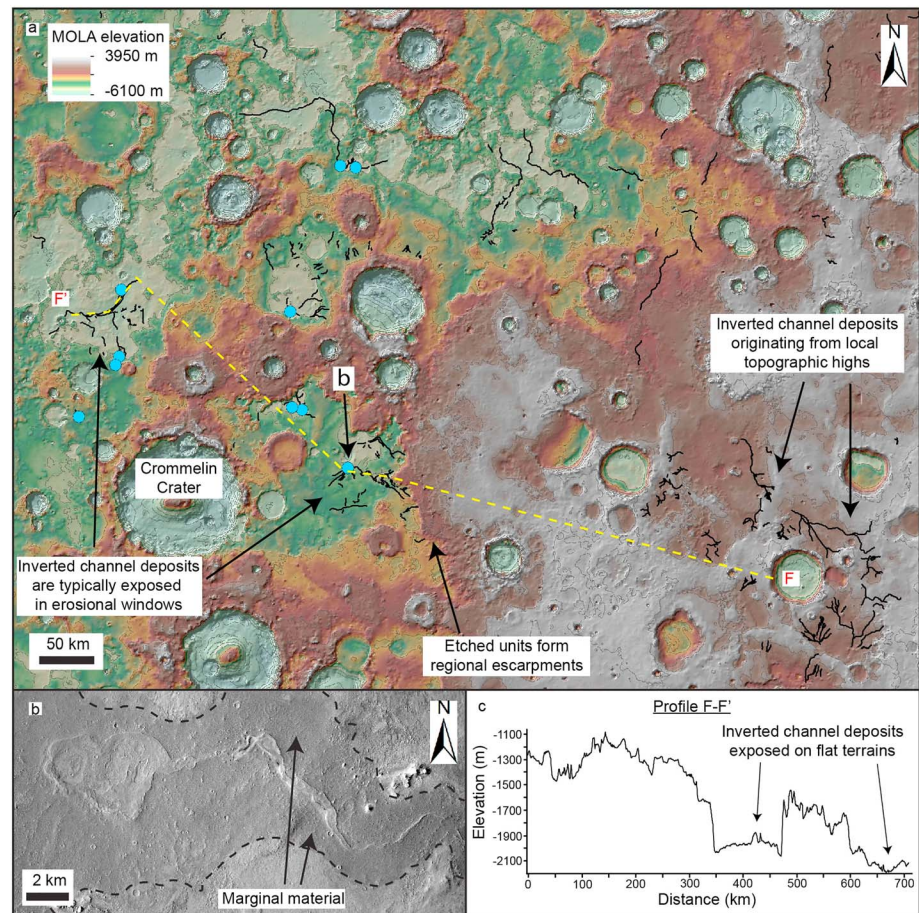 a
MOLA elevation
3950 m
-6100 m
N
F'
b
Crommelin
Crater
Inverted channel deposits
originating from local
topographic highs
F
Inverted channel deposits
are typically exposed
in erosional windows
Etched units form
regional escarpments
50 km
b
N
Marginal material
2 km
c
Profile F-F'
Inverted channel deposits
exposed on flat terrains
Elevation (m)
-1100
-1300
-1500
-1700
-1900
-2100
0 100 200 300 400 500 600 700
Distance (km)